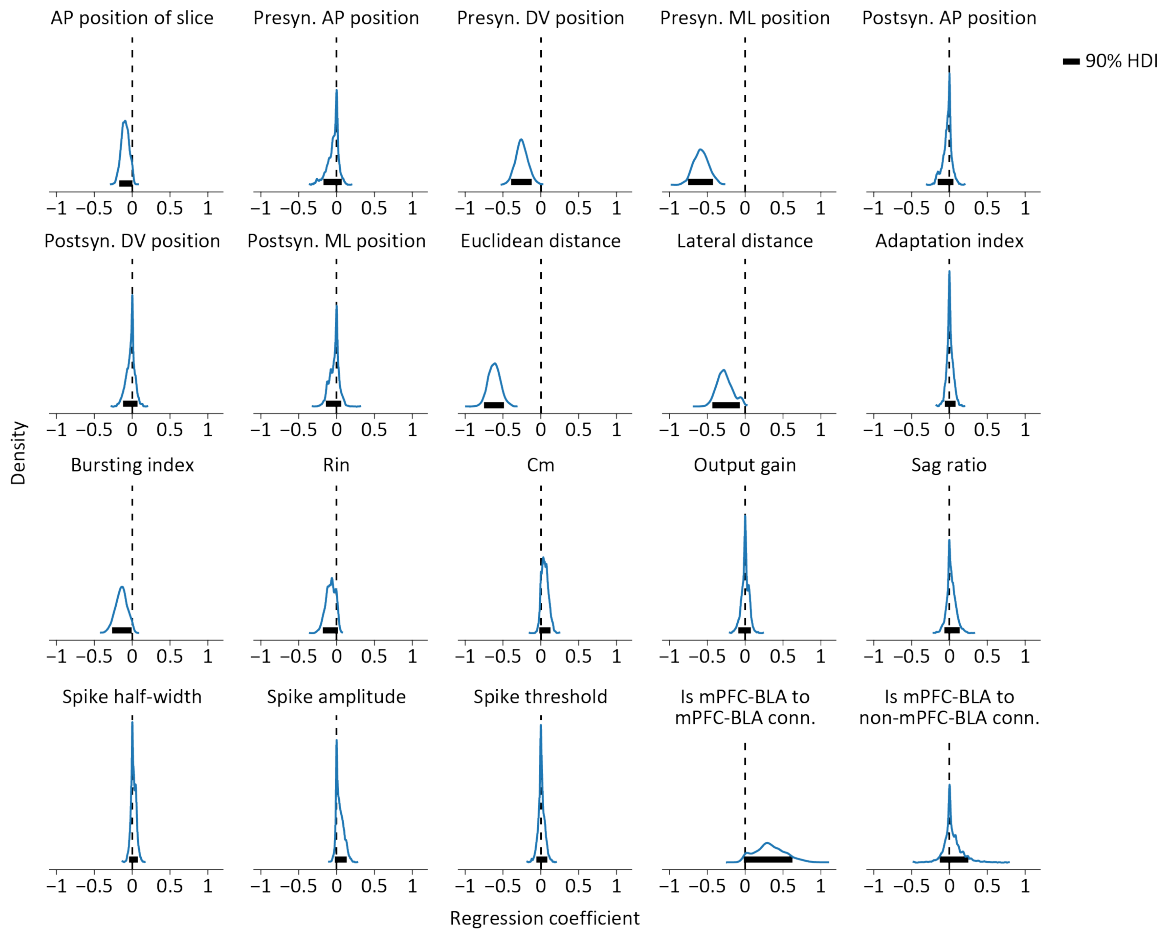 AP position of slice
Presyn. AP position
Presyn. DV position
Presyn. ML position
Postsyn. AP position
90% HDI
−1 −0.5 0 0.5 1
−1 −0.5 0 0.5 1
−1 −0.5 0 0.5 1
−1 −0.5 0 0.5 1
−1 −0.5 0 0.5 1
Postsyn. DV position
Postsyn. ML position
Euclidean distance
Lateral distance
Adaptation index
−1 −0.5 0 0.5 1
−1 −0.5 0 0.5 1
−1 −0.5 0 0.5 1
−1 −0.5 0 0.5 1
−1 −0.5 0 0.5 1
Density
Bursting index
Rin
Cm
Output gain
Sag ratio
−1 −0.5 0 0.5 1
−1 −0.5 0 0.5 1
−1 −0.5 0 0.5 1
−1 −0.5 0 0.5 1
−1 −0.5 0 0.5 1
Spike half-width
Spike amplitude
Spike threshold
Is mPFC-BLA to
mPFC-BLA conn.
Is mPFC-BLA to
non-mPFC-BLA conn.
−1 −0.5 0 0.5 1
−1 −0.5 0 0.5 1
−1 −0.5 0 0.5 1
−1 −0.5 0 0.5 1
−1 −0.5 0 0.5 1
Regression coefficient